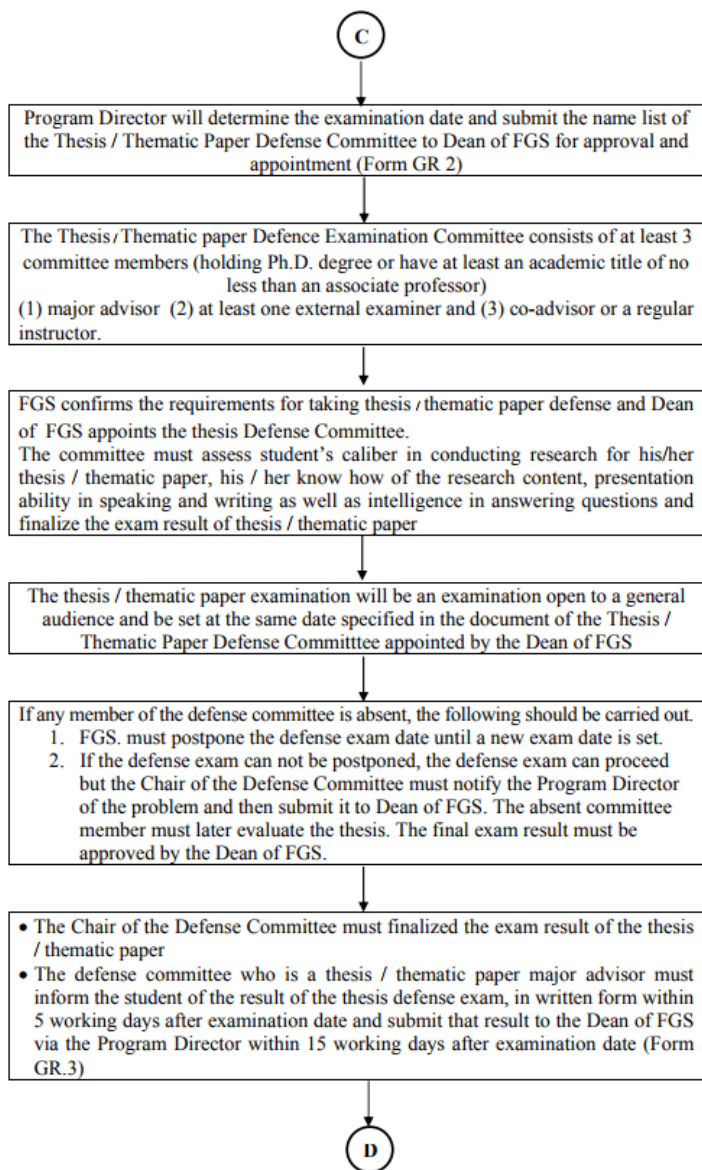 C
Program Director will determine the examination date and submit the name list of
the Thesis / Thematic Paper Defense Committee to Dean of FGS for approval and
appointment (Form GR 2)
The Thesis / Thematic paper Defence Examination Committee consists of at least 3
committee members (holding Ph.D. degree or have at least an academic title of no
less than an associate professor)
(1) major advisor (2) at least one external examiner and (3) co-advisor or a regular
instructor.
FGS confirms the requirements for taking thesis / thematic paper defense and Dean
of FGS appoints the thesis Defense Committee.
The committee must assess student's caliber in conducting research for his/her
thesis / thematic paper, his / her know how of the research content, presentation
ability in speaking and writing as well as intelligence in answering questions and
finalize the exam result of thesis / thematic paper
The thesis / thematic paper examination will be an examination open to a general
audience and be set at the same date specified in the document of the Thesis /
Thematic Paper Defense Committtee appointed by the Dean of FGS
If any member of the defense committee is absent, the following should be carried out.
1. FGS. must postpone the defense exam date until a new exam date is set.
2. If the defense exam can not be postponed, the defense exam can proceed
but the Chair of the Defense Committee must notify the Program Director
of the problem and then submit it to Dean of FGS. The absent committee
member must later evaluate the thesis. The final exam result must be
approved by the Dean of FGS.
• The Chair of the Defense Committee must finalized the exam result of the thesis
/ thematic paper
• The defense committee who is a thesis / thematic paper major advisor must
inform the student of the result of the thesis defense exam, in written form within
5 working days after examination date and submit that result to the Dean of FGS
via the Program Director within 15 working days after examination date (Form
GR.3)
D